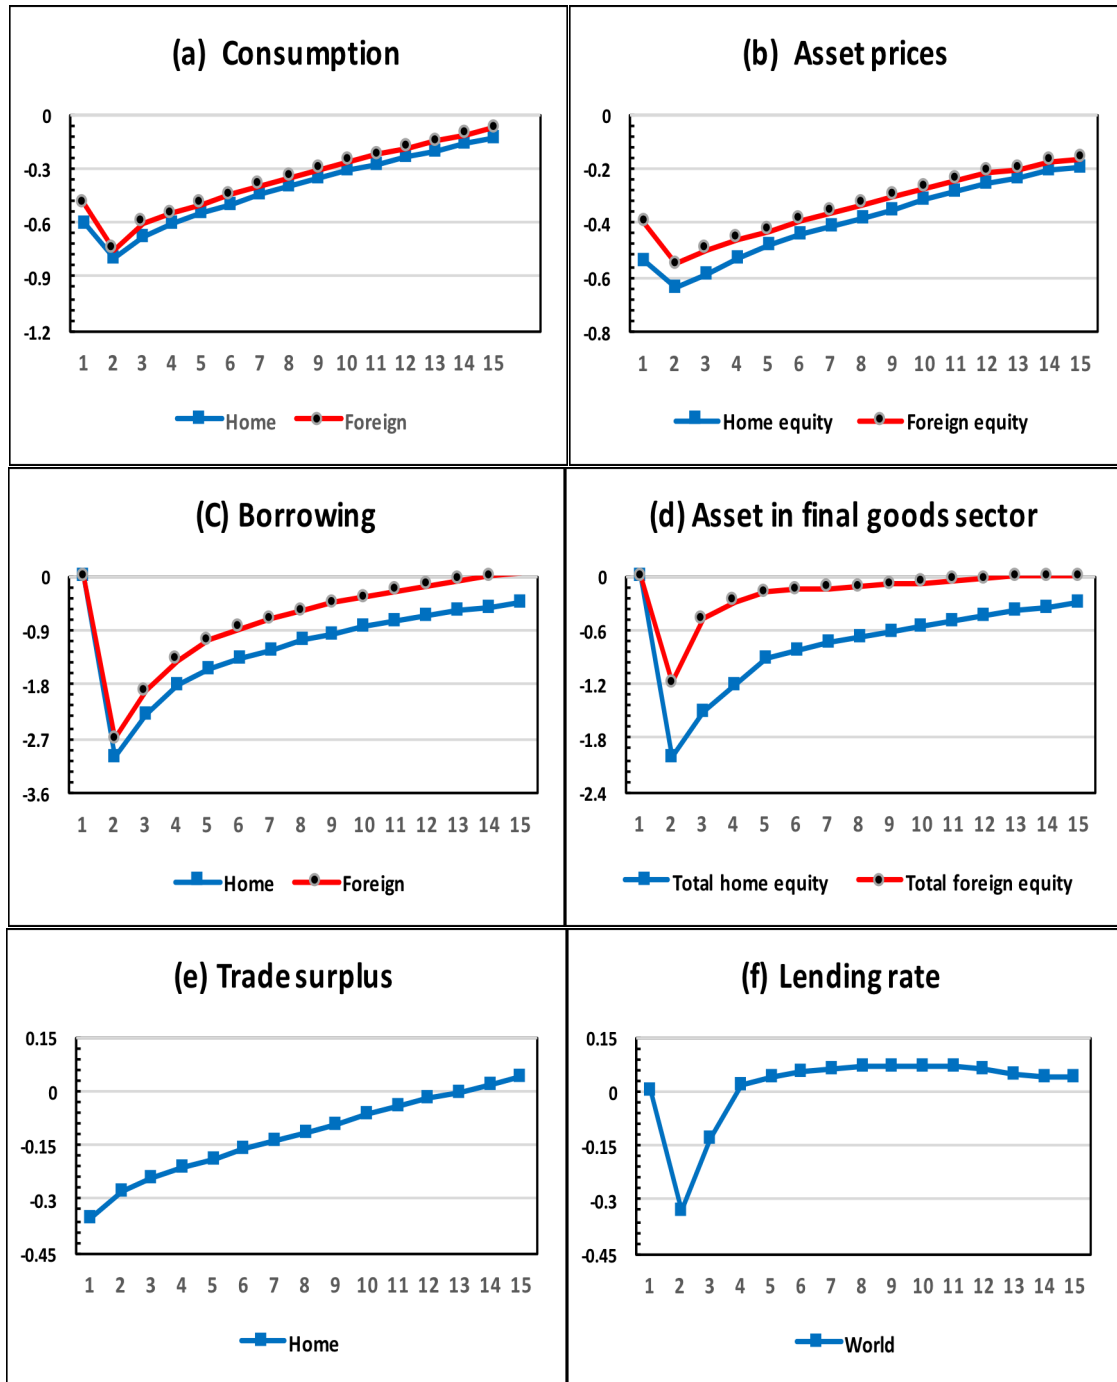 (a) Consumption
0
-0.3
-0.6
-0.9
-1.2
1 2 3 4 5 6 7 8 9 10 11 12 13 14 15
Home Foreign
(b) Asset prices
0
-0.2
-0.4
-0.6
-0.8
1 2 3 4 5 6 7 8 9 10 11 12 13 14 15
Home equity Foreign equity
(C) Borrowing
0
-0.9
-1.8
-2.7
-3.6
1 2 3 4 5 6 7 8 9 10 11 12 13 14 15
Home Foreign
(d) Asset in final goods sector
0
-0.6
-1.2
-1.8
-2.4
1 2 3 4 5 6 7 8 9 10 11 12 13 14 15
Total home equity Total foreign equity
(e) Trade surplus
0.15
0
-0.15
-0.3
-0.45
1 2 3 4 5 6 7 8 9 10 11 12 13 14 15
Home
(f) Lending rate
0.15
0
-0.15
-0.3
-0.45
1 2 3 4 5 6 7 8 9 10 11 12 13 14 15
World